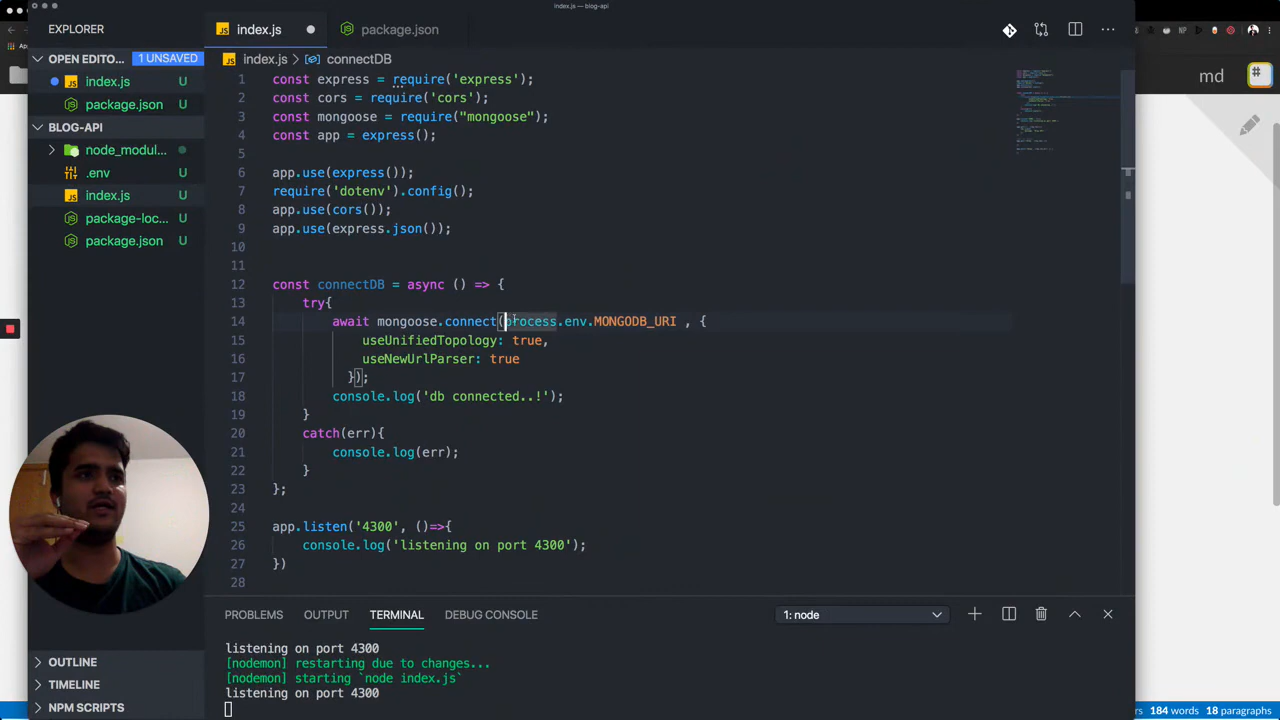 index.js — blog-api
EXPLORER
index.js
package.json
OPEN EDITO...
1 UNSAVED
index.js > connectDB
index.js
package.json U
BLOG-API
node_modul...
.env U
index.js U
package-loc... U
package.json U
1 const express = require('express');
2 const cors = require('cors');
3 const mongoose = require("mongoose");
4 const app = express();
5
6 app.use(express());
7 require('dotenv').config();
8 app.use(cors());
9 app.use(express.json());
10
11
12 const connectDB = async () => {
13 try{
14 await mongoose.connect(process.env.MONGODB_URI , {
15 useUnifiedTopology: true,
16 useNewUrlParser: true
17 });
18 console.log('db connected..!');
19 }
20 catch(err){
21 console.log(err);
22 }
23 };
24
25 app.listen('4300', ()=>{
26 console.log('listening on port 4300');
27 })
28
PROBLEMS OUTPUT TERMINAL DEBUG CONSOLE
1: node
listening on port 4300
[nodemon] restarting due to changes...
[nodemon] starting `node index.js`
listening on port 4300
OUTLINE
TIMELINE
NPM SCRIPTS
md
NP
184 words 18 paragraphs